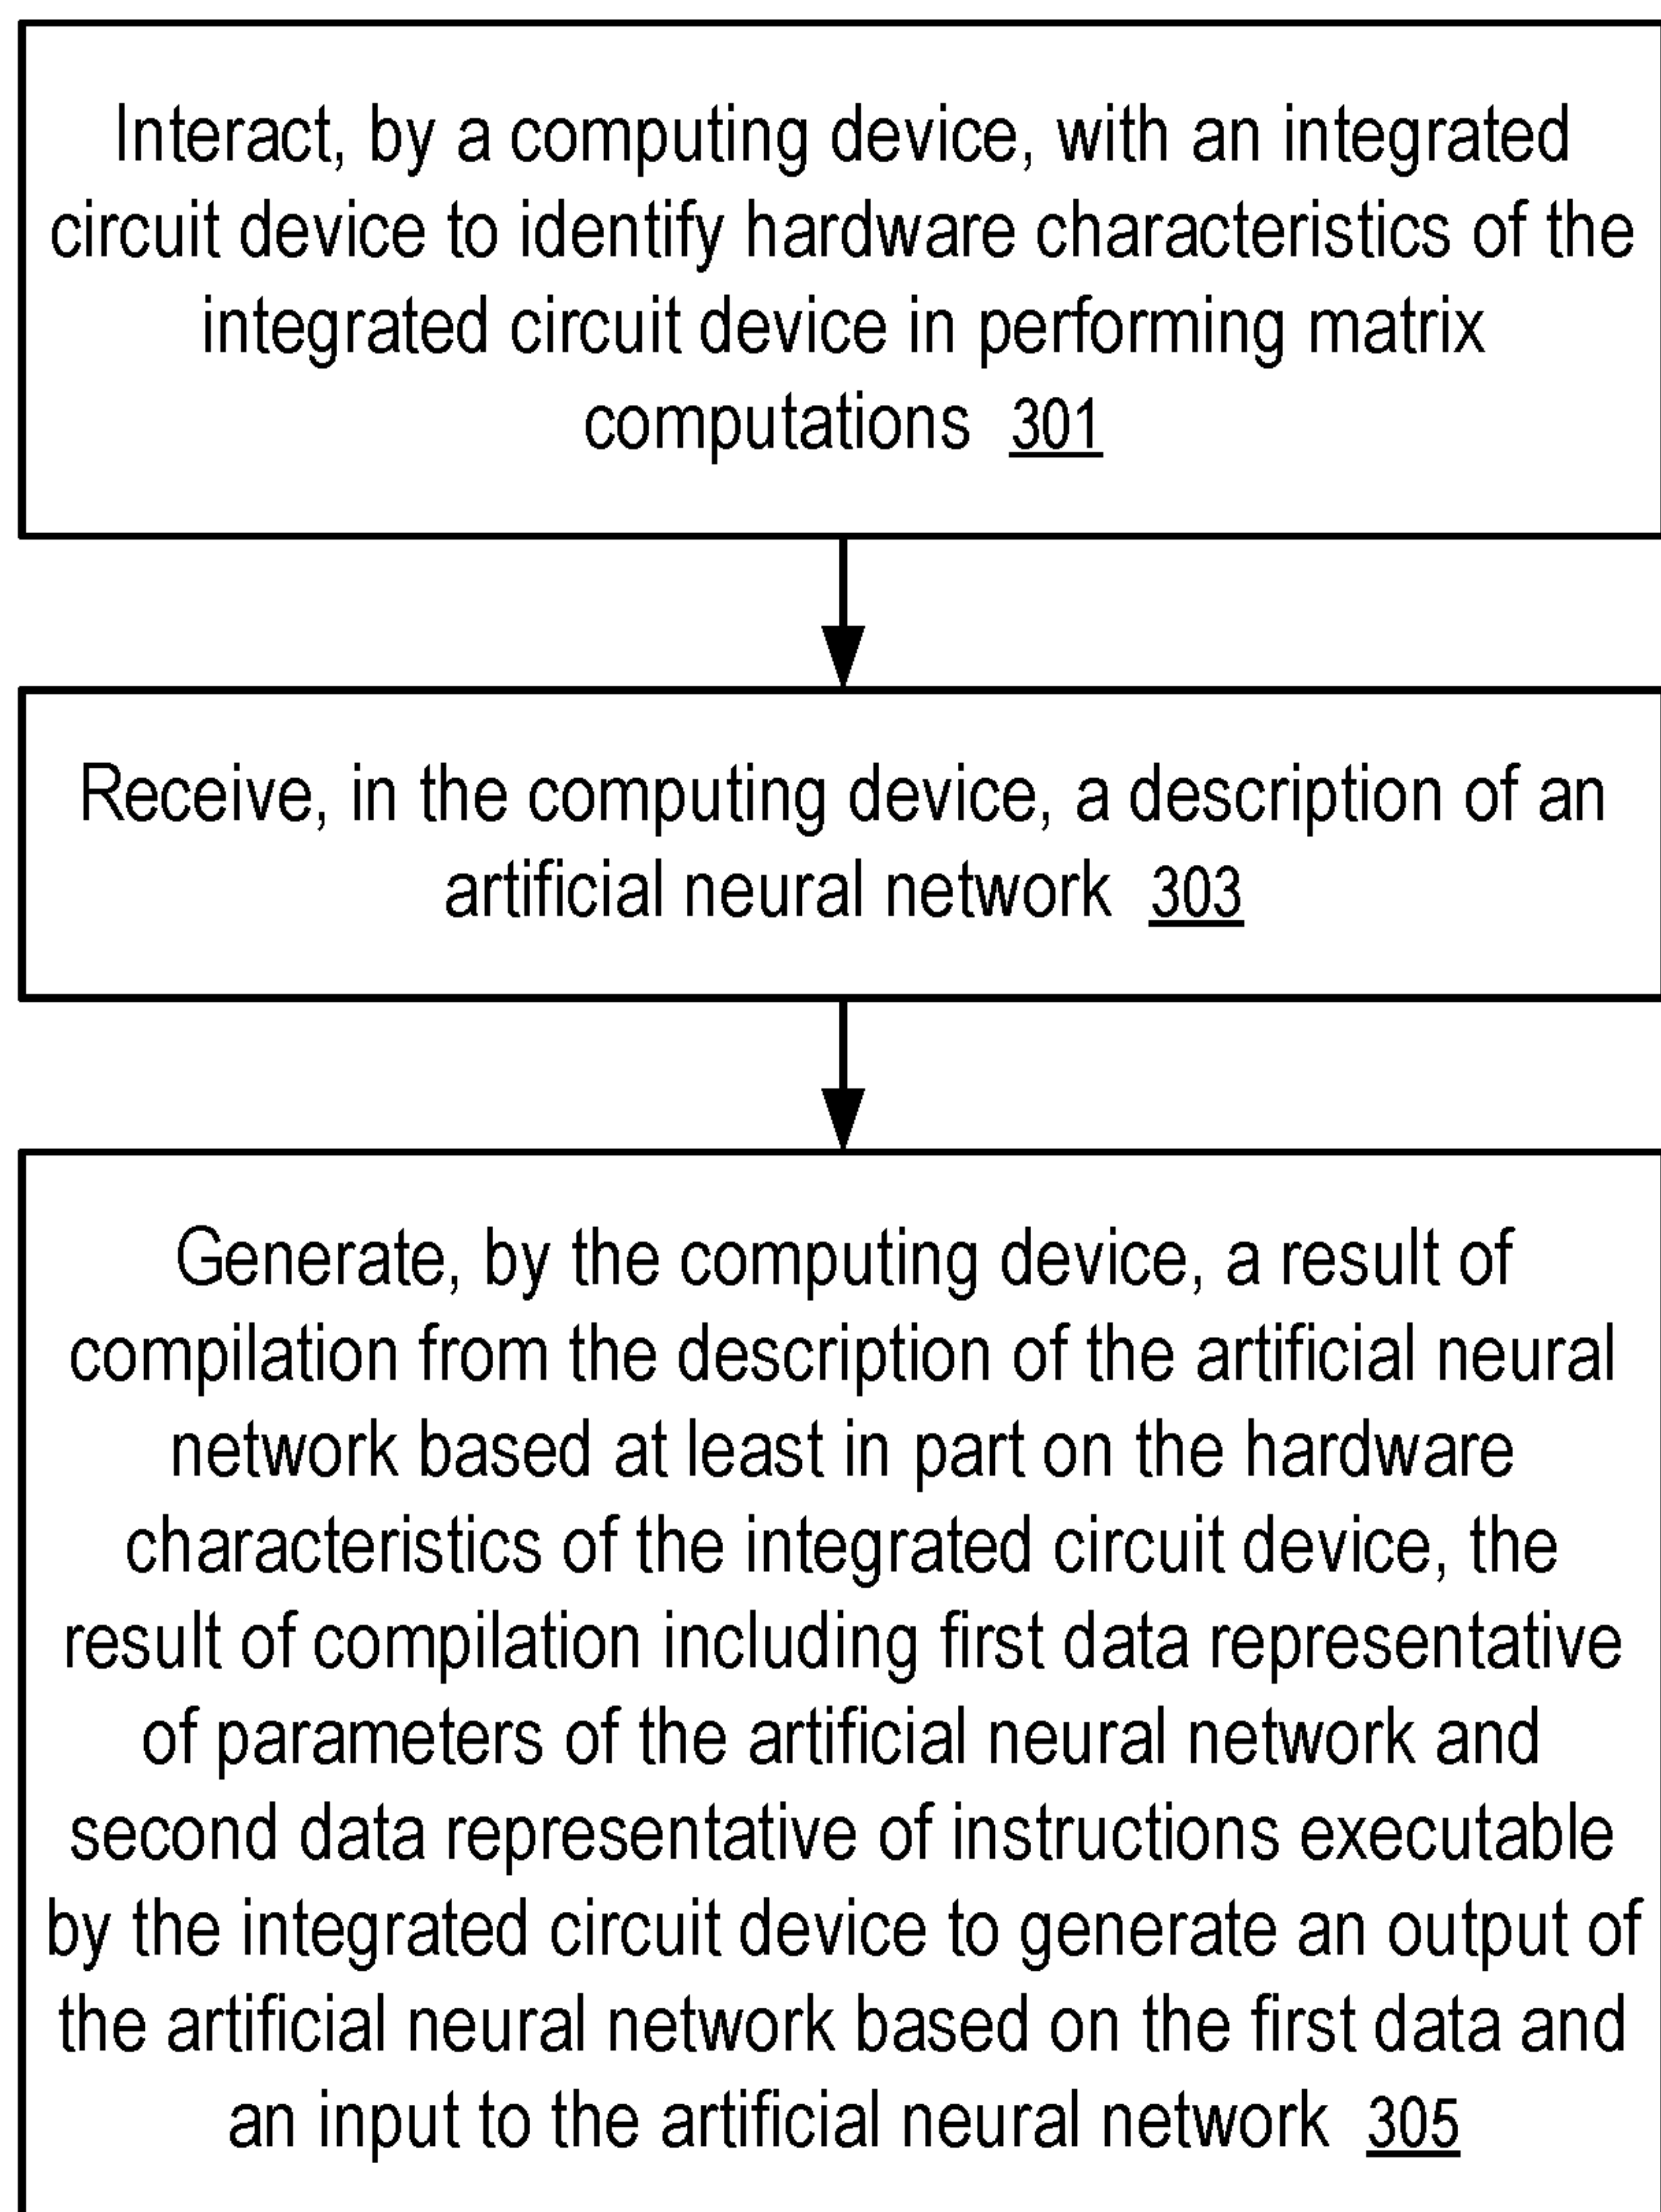 Interact, by a computing device, with an integrated
circuit device to identify hardware characteristics of the
integrated circuit device in performing matrix
computations 301
Receive, in the computing device, a description of an
artificial neural network 303
Generate, by the computing device, a result of
compilation from the description of the artificial neural
network based at least in part on the hardware
characteristics of the integrated circuit device, the
result of compilation including first data representative
of parameters of the artificial neural network and
second data representative of instructions executable
by the integrated circuit device to generate an output of
the artificial neural network based on the first data and
an input to the artificial neural network 305